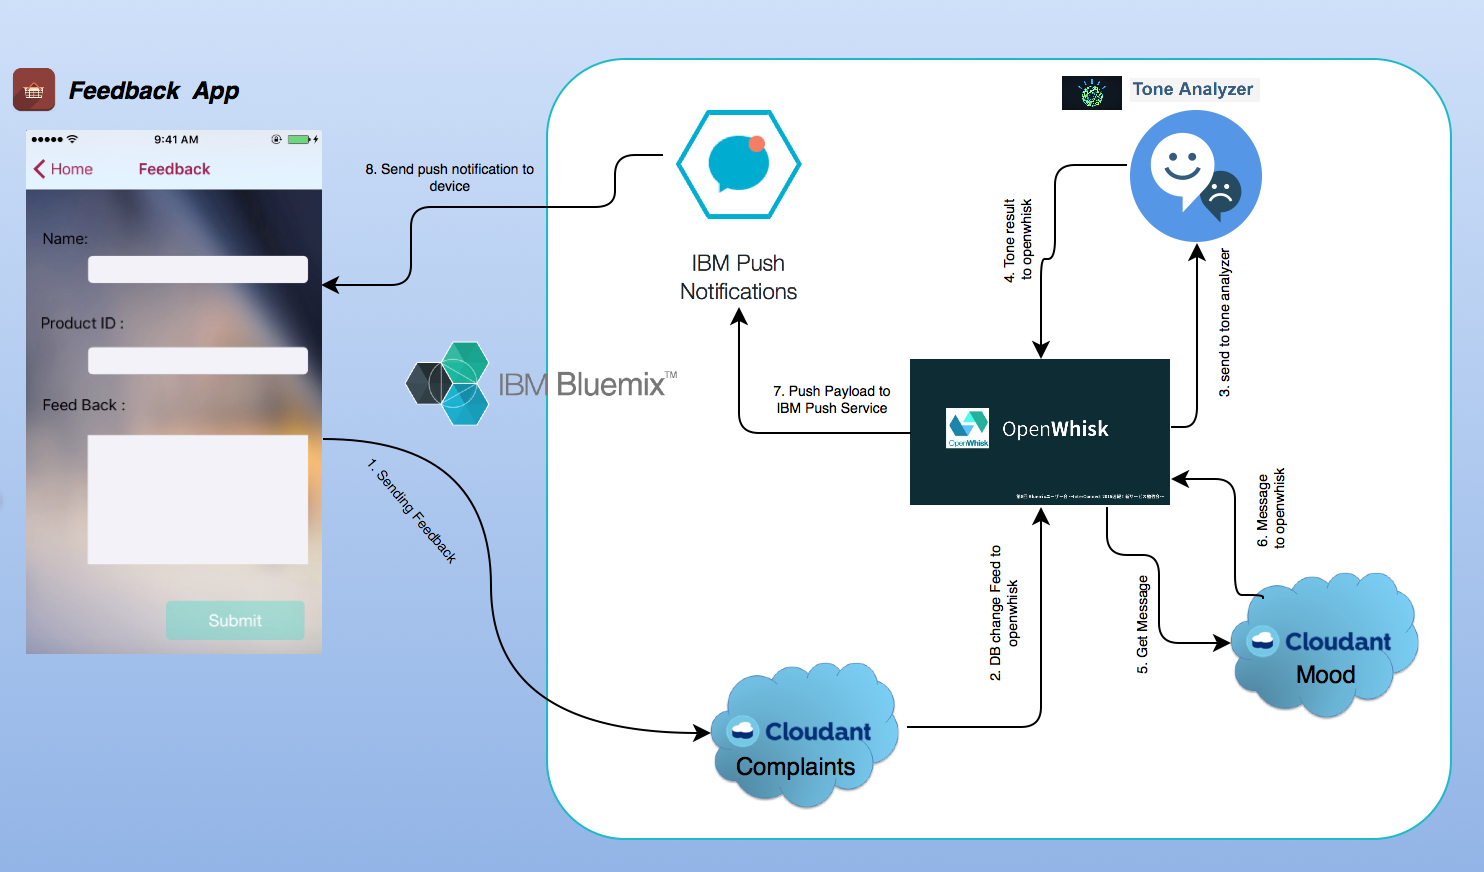 Feedback App
9:41 AM
Home
Feedback
Name:
Product ID :
Feed Back :
Submit
8. Send push notification to
device
IBM Push
Notifications
Tone Analyzer
4. Tone result
to openwhisk
3. send to tone analyzer
IBM Bluemix™
7. Push Payload to
IBM Push Service
OpenWhisk
OpenWhisk
1. Sending Feedback
2. DB change Feed to
openwhisk
5. Get Message
6. Message
to openwhisk
Cloudant
Mood
Cloudant
Complaints